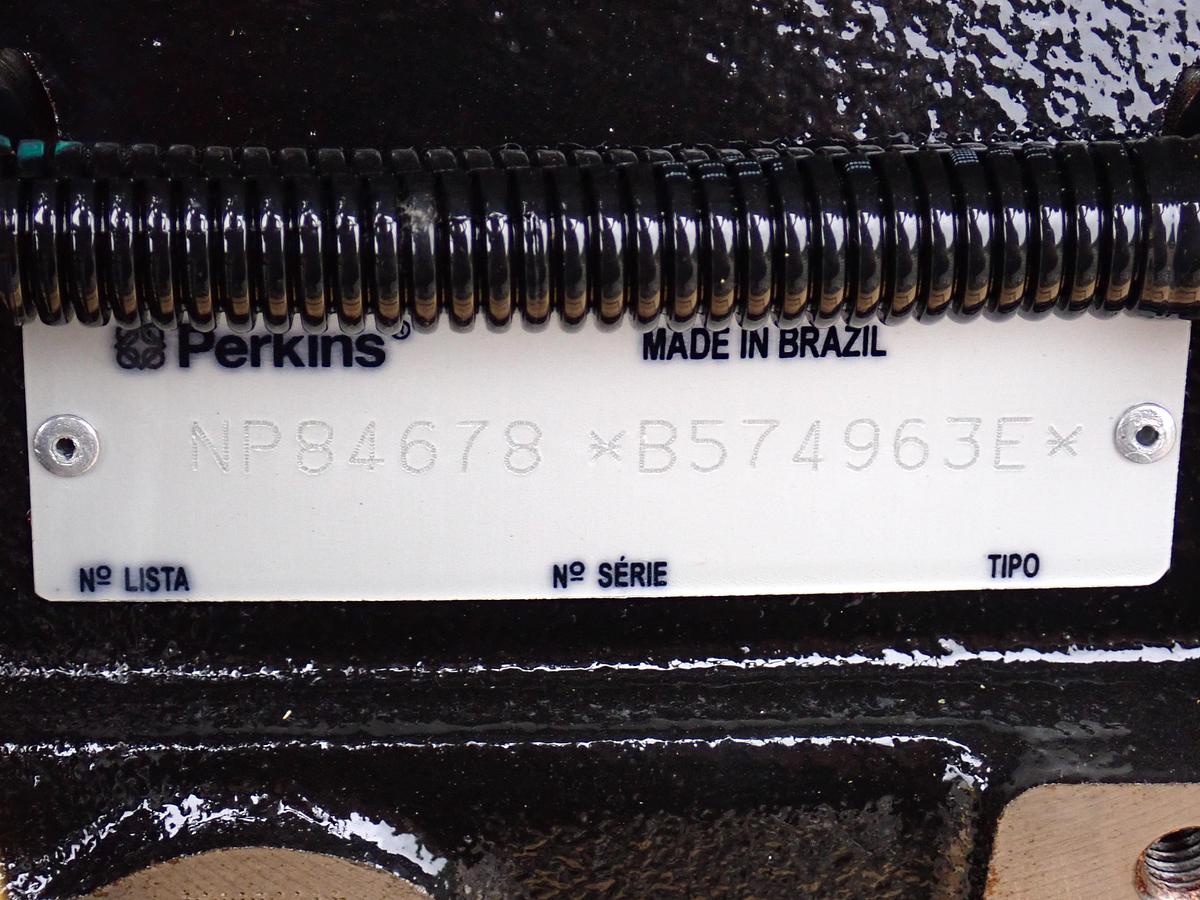 Perkins® MADE IN BRAZIL
NP84678 *B574963E*
Nº LISTA Nº SÉRIE TIPO